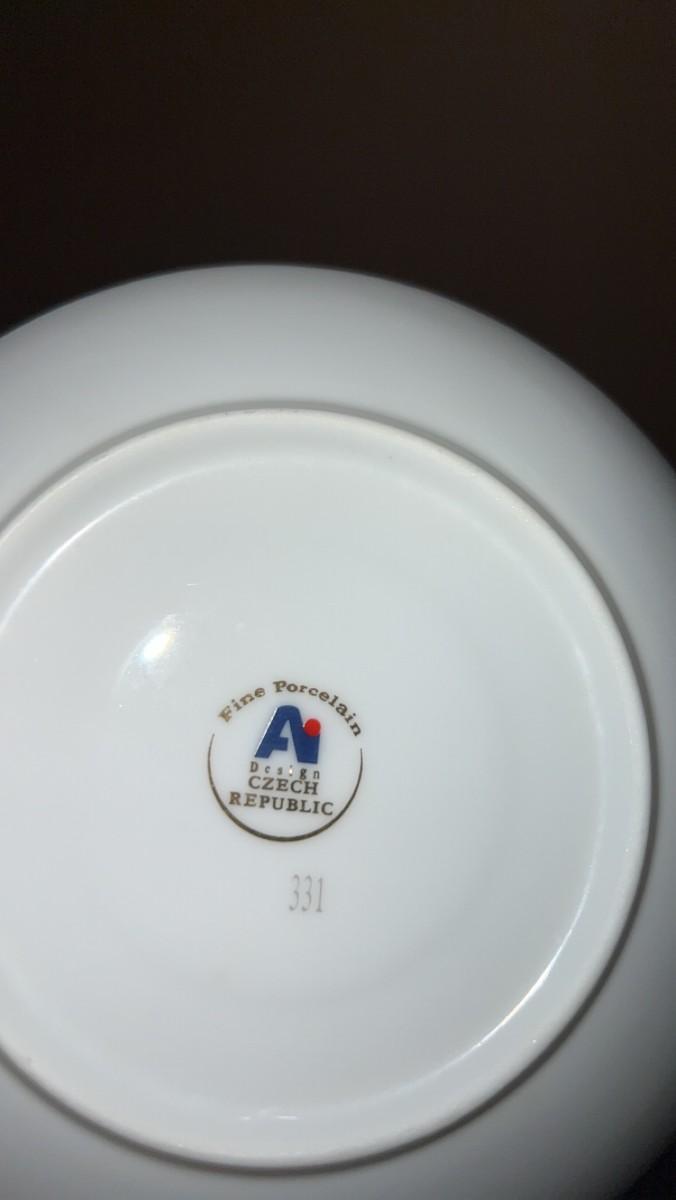 Fine Porcelain
Ai
Design
CZECH
REPUBLIC
331